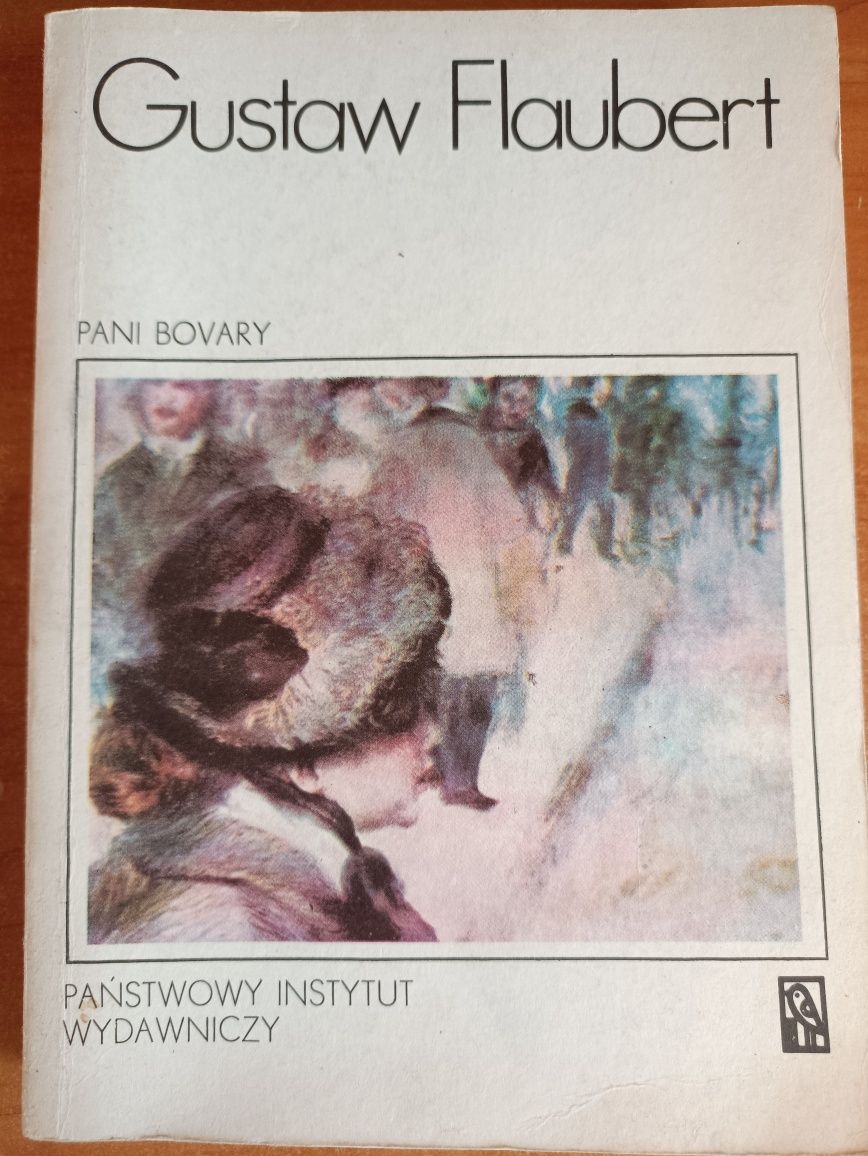 Gustaw Flaubert
PANI BOVARY
PAŃSTWOWY INSTYTUT
WYDAWNICZY